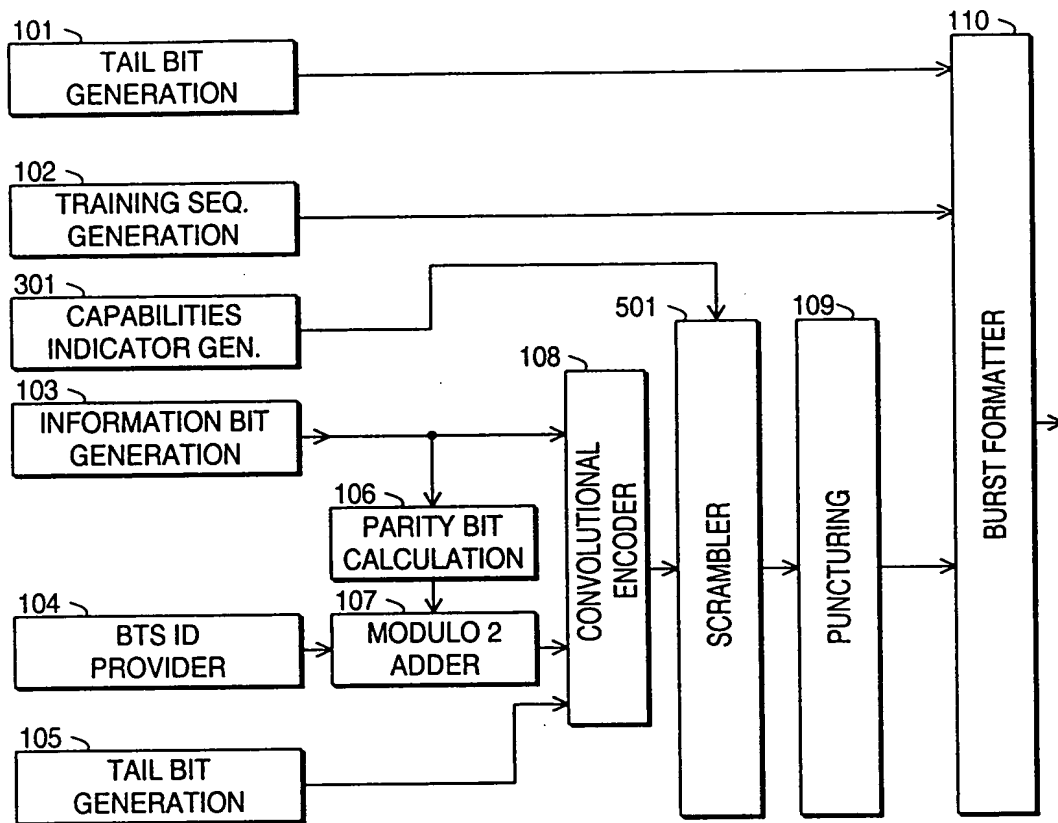 101
TAIL BIT
GENERATION
102
TRAINING SEQ.
GENERATION
301
CAPABILITIES
INDICATOR GEN.
103
INFORMATION BIT
GENERATION
106
PARITY BIT
CALCULATION
104
BTS ID
PROVIDER
107
MODULO 2
ADDER
105
TAIL BIT
GENERATION
108
CONVOLUTIONAL
ENCODER
501
SCRAMBLER
109
PUNCTURING
110
BURST FORMATTER